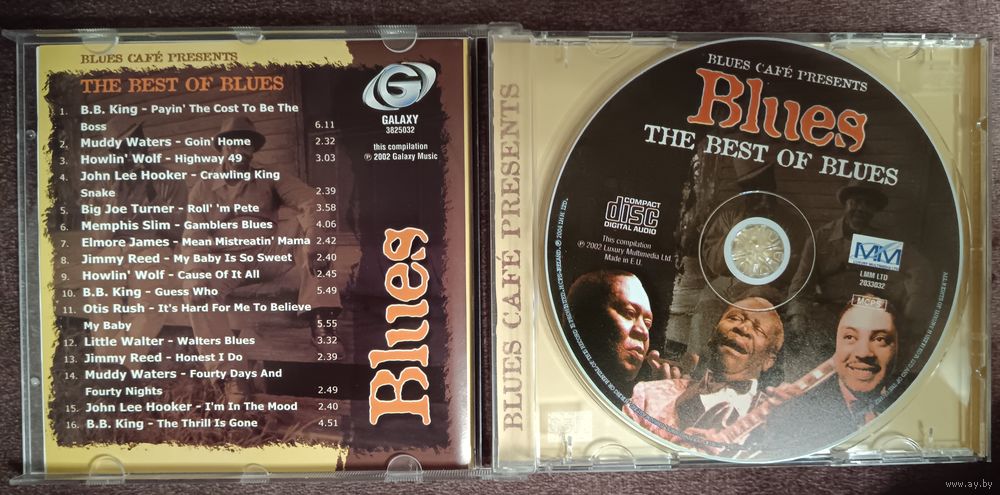 BLUES CAFÉ PRESENTS
THE BEST OF BLUES
1. B.B. King - Payin' The Cost To Be The
Boss 6.11
2. Muddy Waters - Goin' Home 2.32
3. Howlin' Wolf - Highway 49 3.03
4. John Lee Hooker - Crawling King
Snake 2.39
5. Big Joe Turner - Roll' 'm Pete 3.58
6. Memphis Slim - Gamblers Blues 4.06
7. Elmore James - Mean Mistreatin' Mama 2.42
8. Jimmy Reed - My Baby Is So Sweet 2.40
9. Howlin' Wolf - Cause Of It All 2.45
10. B.B. King - Guess Who 5.49
11. Otis Rush - It's Hard For Me To Believe
My Baby 5.55
12. Little Walter - Walters Blues 3.32
13. Jimmy Reed - Honest I Do 2.39
14. Muddy Waters - Fourty Days And
Fourty Nights 2.49
15. John Lee Hooker - I'm In The Mood 2.40
16. B.B. King - The Thrill Is Gone 4.51
G
GALAXY
3825032
this compilation
℗ 2002 Galaxy Music
Blues
BLUES CAFÉ PRESENTS
BLUES CAFÉ PRESENTS
Blues
THE BEST OF BLUES
COMPACT
disc
DIGITAL AUDIO
This compilation
℗ 2002 Luxury Multimedia Ltd.
Made in E.U.
LMM LTD
2033032
MCPS
www.ay.by